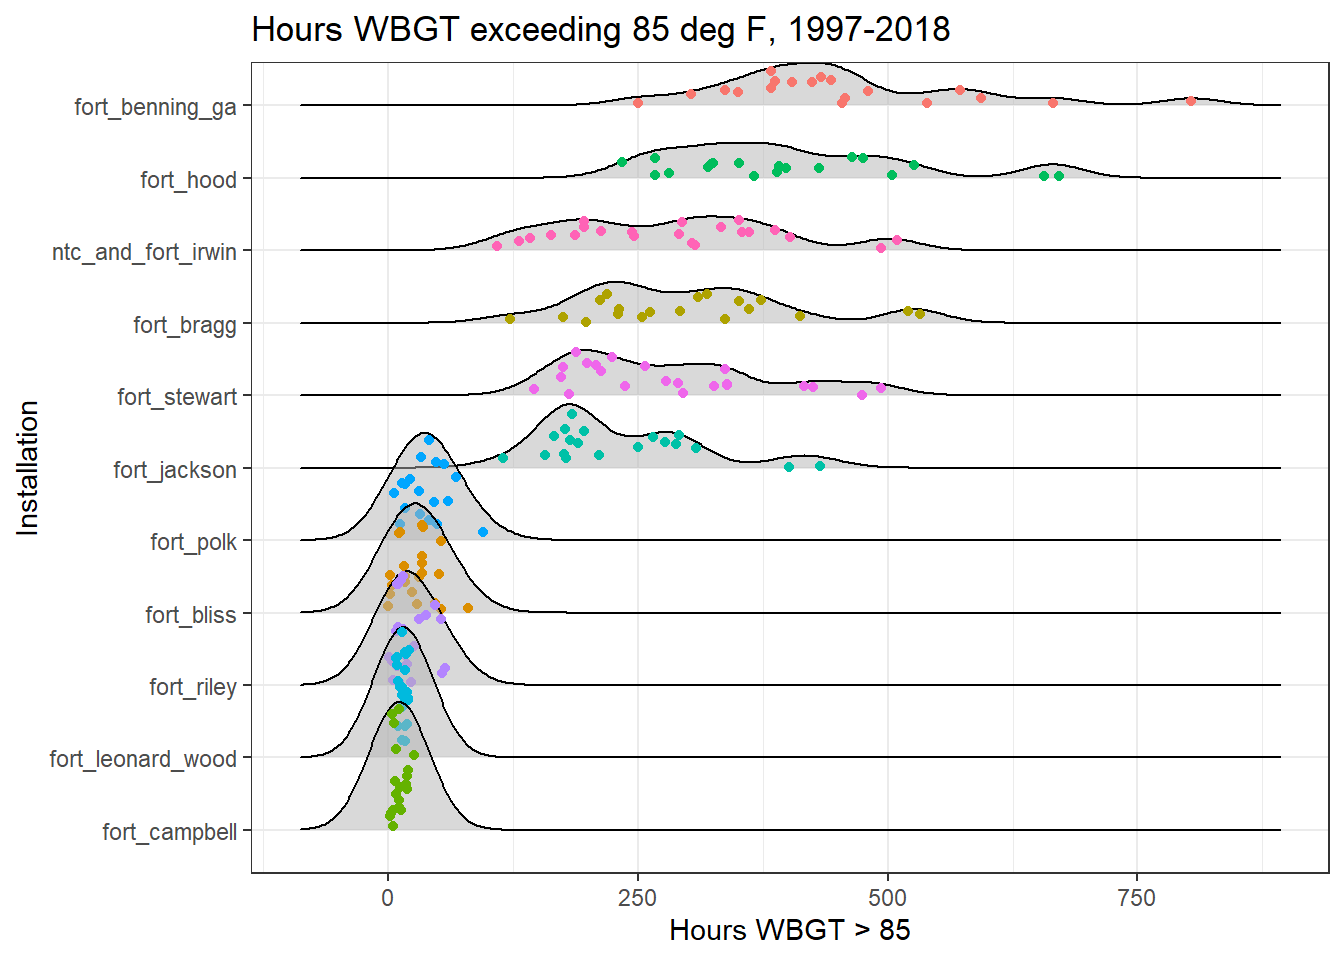 Hours WBGT exceeding 85 deg F, 1997-2018
Installation
fort_benning_ga
fort_hood
ntc_and_fort_irwin
fort_bragg
fort_stewart
fort_jackson
fort_polk
fort_bliss
fort_riley
fort_leonard_wood
fort_campbell
0 250 500 750
Hours WBGT > 85